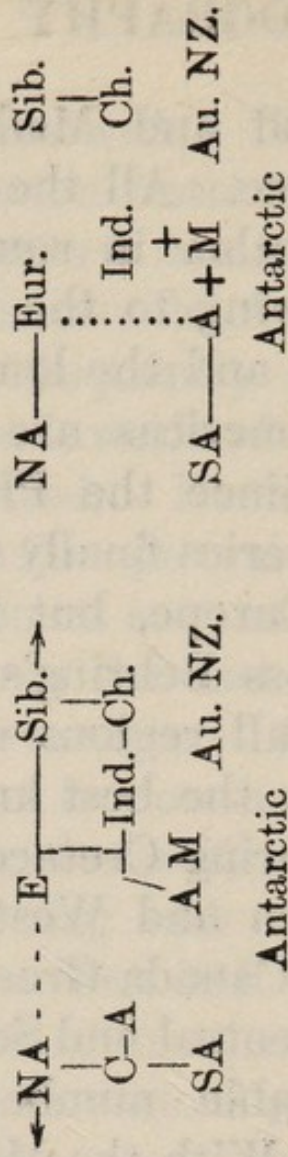 ←NA - - - - E——Sib.→
C–A Ind.-Ch.
SA A M Au. NZ.
Antarctic
NA——Eur. Sib.
Ind. Ch.
+
SA——A+M Au. NZ.
Antarctic